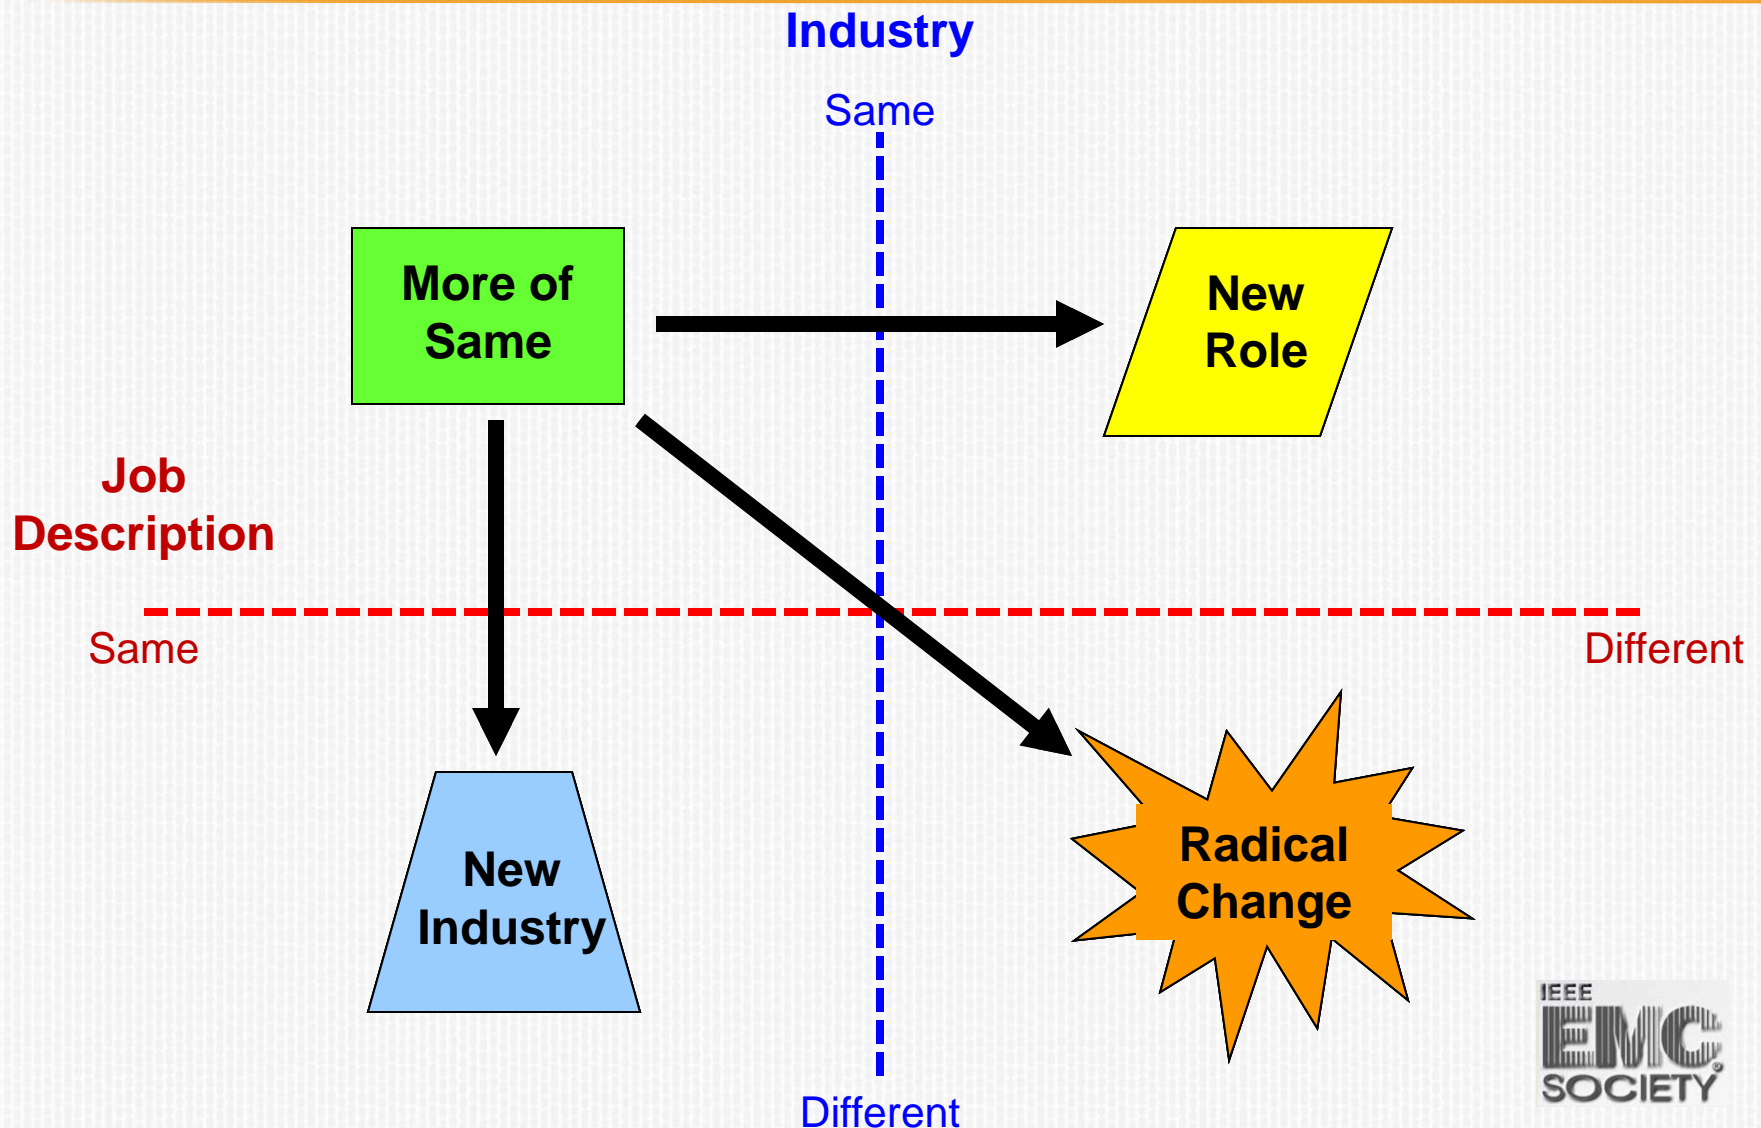 Industry
Same
More of
Same
New
Role
Job
Description
Same
Different
New
Industry
Radical
Change
Different
IEEE
EMC
SOCIETY
®